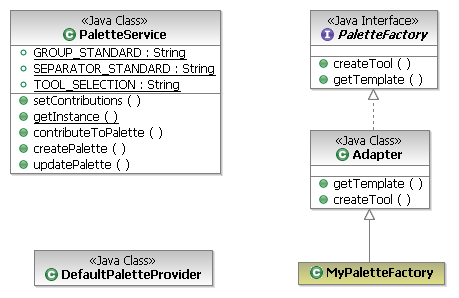 «Java Class»
PaletteService
GROUP_STANDARD : String
SEPARATOR_STANDARD : String
TOOL_SELECTION : String
setContributions ( )
getInstance ( )
contributeToPalette ( )
createPalette ( )
updatePalette ( )
«Java Interface»
PaletteFactory
createTool ( )
getTemplate ( )
«Java Class»
Adapter
getTemplate ( )
createTool ( )
«Java Class»
DefaultPaletteProvider
MyPaletteFactory